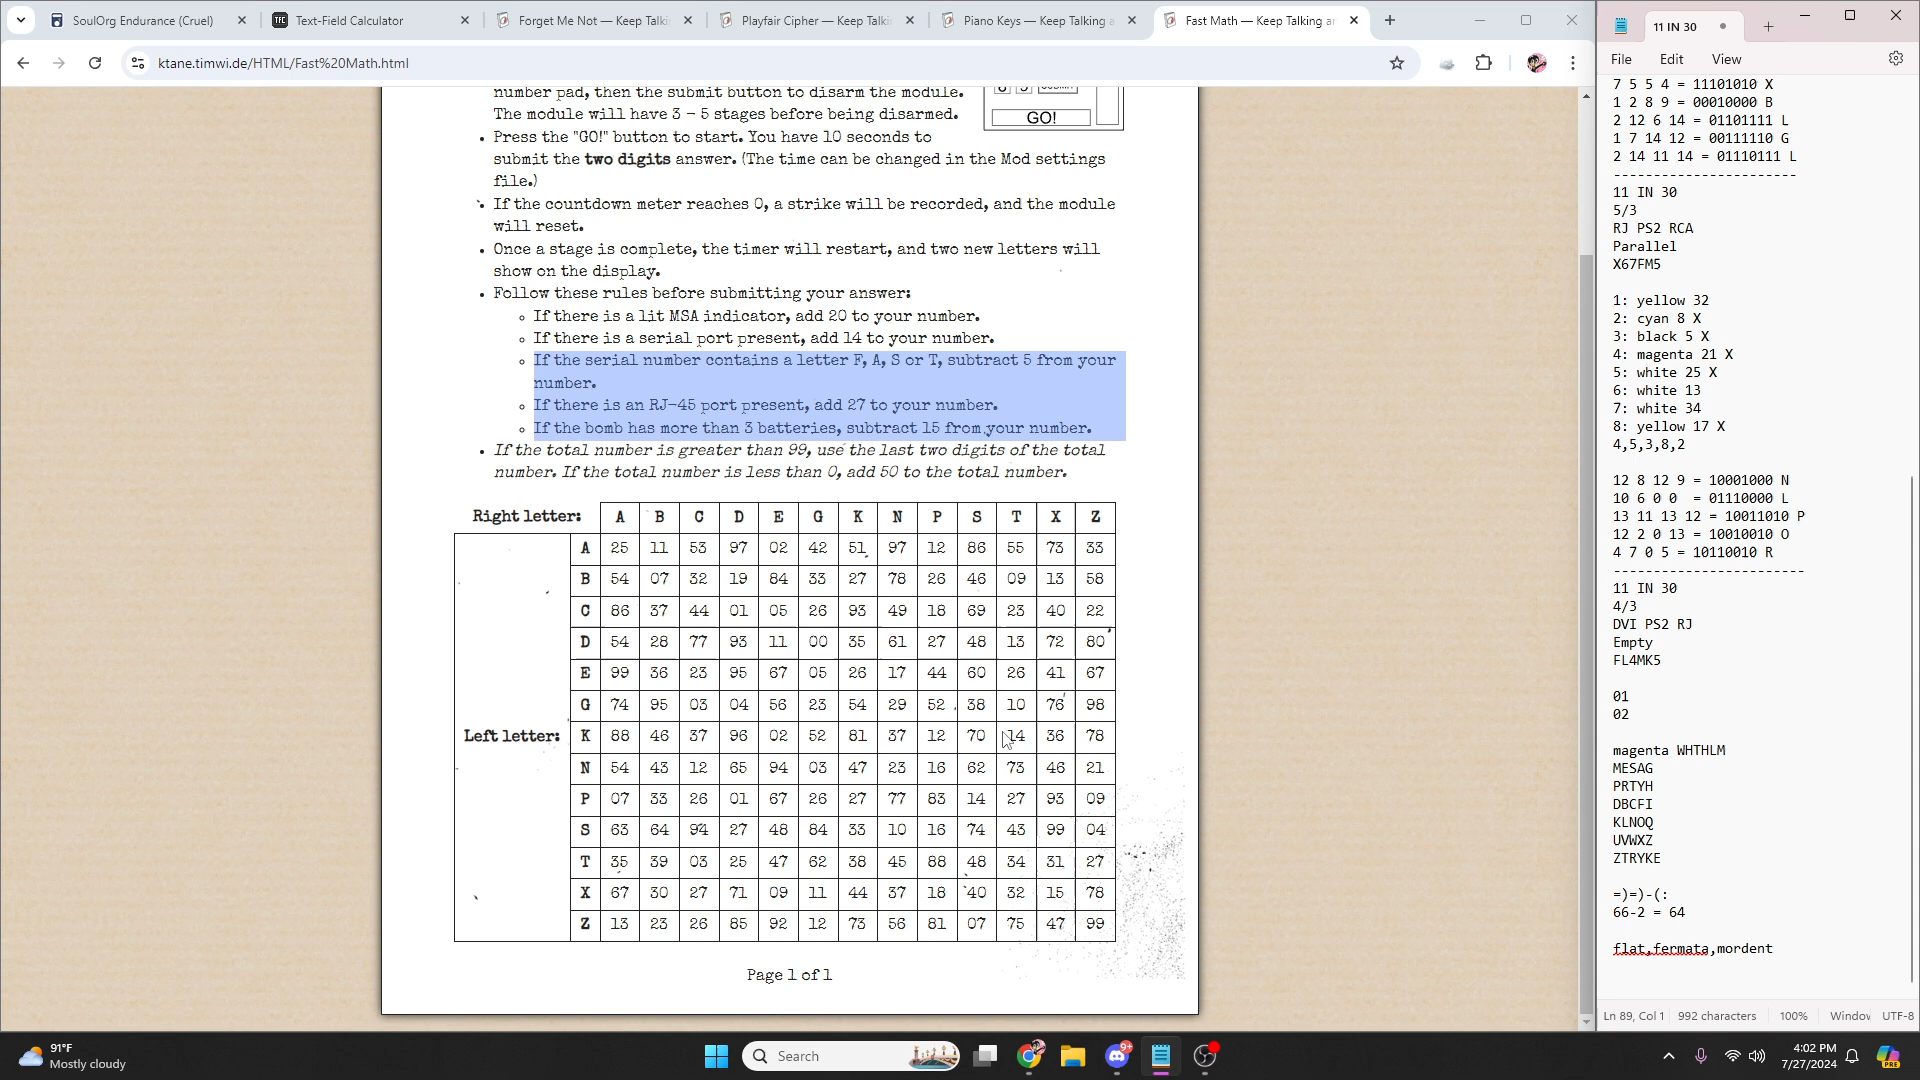 SoulOrg Endurance (Cruel)
Text-Field Calculator
Forget Me Not — Keep Talki
Playfair Cipher — Keep Talki
Piano Keys — Keep Talking a
Fast Math — Keep Talking ar
ktane.timwi.de/HTML/Fast%20Math.html
number pad, then the submit button to disarm the module.
The module will have 3 – 5 stages before being disarmed.
GO!
• Press the "GO!" button to start. You have 10 seconds to
submit the two digits answer. (The time can be changed in the Mod settings
file.)
• If the countdown meter reaches 0, a strike will be recorded, and the module
will reset.
• Once a stage is complete, the timer will restart, and two new letters will
show on the display.
• Follow these rules before submitting your answer:
◦ If there is a lit MSA indicator, add 20 to your number.
◦ If there is a serial port present, add 14 to your number.
◦ If the serial number contains a letter F, A, S or T, subtract 5 from your
number.
◦ If there is an RJ-45 port present, add 27 to your number.
◦ If the bomb has more than 3 batteries, subtract 15 from your number.
• If the total number is greater than 99, use the last two digits of the total
number. If the total number is less than 0, add 50 to the total number.
Right letter: A B C D E G K N P S T X Z
A 25 11 53 97 02 42 51 97 12 86 55 73 33
B 54 07 32 19 84 33 27 78 26 46 09 13 58
C 86 37 44 01 05 26 93 49 18 69 23 40 22
D 54 28 77 93 11 00 35 61 27 48 13 72 80
E 99 36 23 95 67 05 26 17 44 60 26 41 67
G 74 95 03 04 56 23 54 29 52 38 10 76 98
Left letter: K 88 46 37 96 02 52 81 37 12 70 14 36 78
N 54 43 12 65 94 03 47 23 16 62 73 46 21
P 07 33 26 01 67 26 27 77 83 14 27 93 09
S 63 64 94 27 48 84 33 10 16 74 43 99 04
T 35 39 03 25 47 62 38 45 88 48 34 31 27
X 67 30 27 71 09 11 44 37 18 40 32 15 78
Z 13 23 26 85 92 12 73 56 81 07 75 47 99
Page 1 of 1
11 IN 30
File Edit View
7 5 5 4 = 11101010 X
1 2 8 9 = 00010000 B
2 12 6 14 = 01101111 L
1 7 14 12 = 00111110 G
2 14 11 14 = 01110111 L
-----------------------
11 IN 30
5/3
RJ PS2 RCA
Parallel
X67FM5
1: yellow 32
2: cyan 8 X
3: black 5 X
4: magenta 21 X
5: white 25 X
6: white 13
7: white 34
8: yellow 17 X
4,5,3,8,2
12 8 12 9 = 10001000 N
10 6 0 0  = 01110000 L
13 11 13 12 = 10011010 P
12 2 0 13 = 10010010 O
4 7 0 5 = 10110010 R
------------------------
11 IN 30
4/3
DVI PS2 RJ
Empty
FL4MK5
01
02
magenta WHTHLM
MESAG
PRTYH
DBCFI
KLNOQ
UVWXZ
ZTRYKE
=)=)-(:
66-2 = 64
flat,fermata,mordent
Ln 89, Col 1 992 characters 100% Window UTF-8
91°F
Mostly cloudy
Search
9+
4:02 PM
7/27/2024
PRE